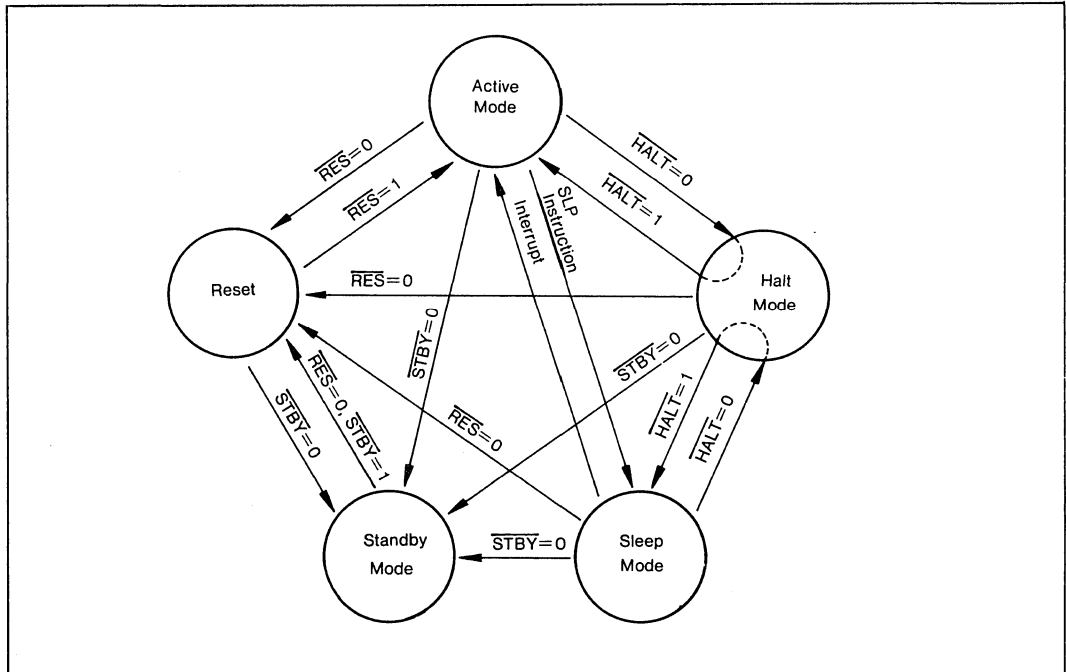 Active
Mode
RES=0
RES=1
HALT=0
HALT=1
SLP
Instruction
Interrupt
Reset
RES=0
Halt
Mode
STBY=0
STBY=0
RES=0, STBY=1
STBY=0
RES=0
HALT=1
HALT=0
Standby
Mode
STBY=0
Sleep
Mode